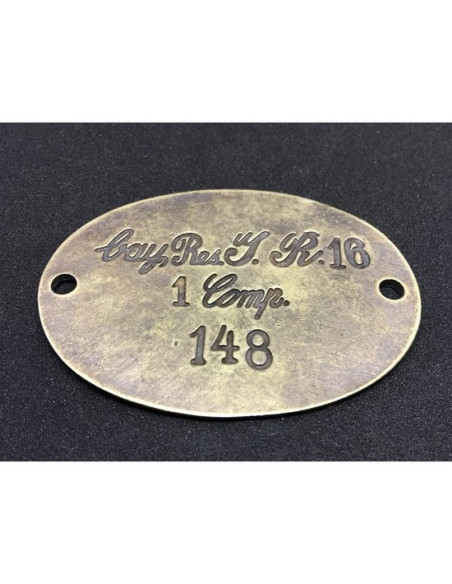 bay, Res. J. R. 16
1 Comp.
148